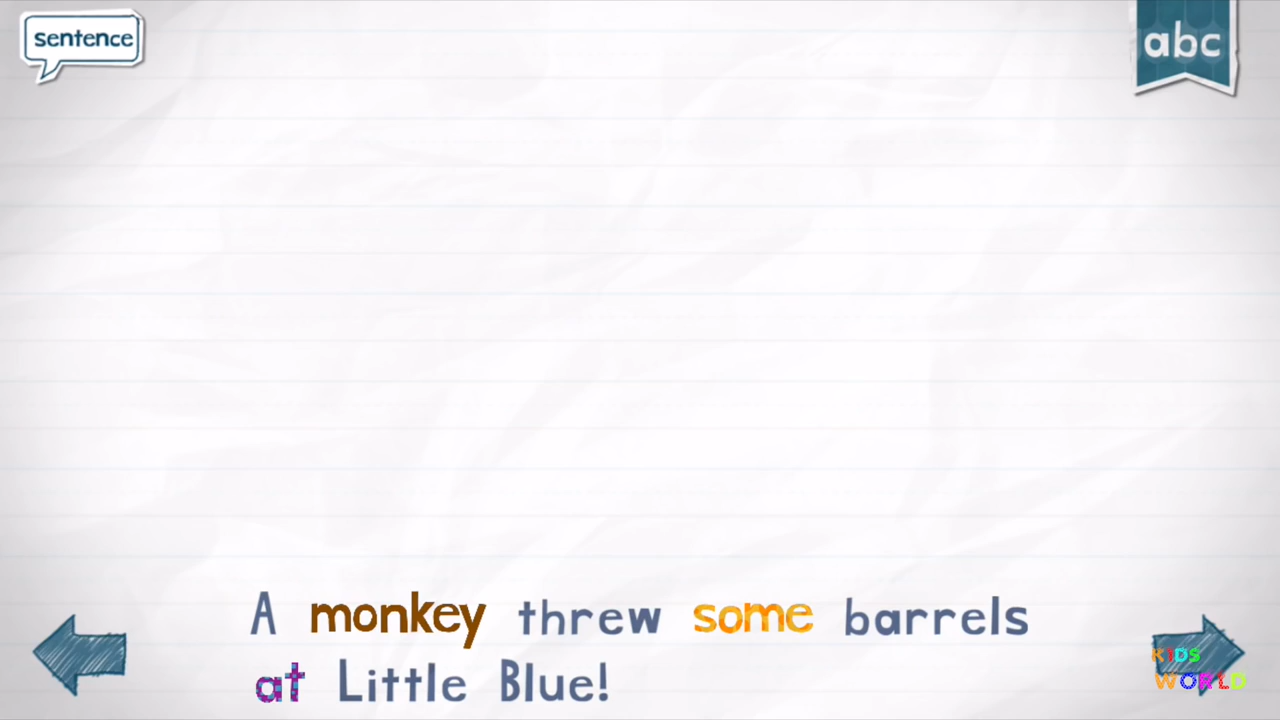 sentence
abc
A monkey threw some barrels
at Little Blue!
KIDS
WORLD